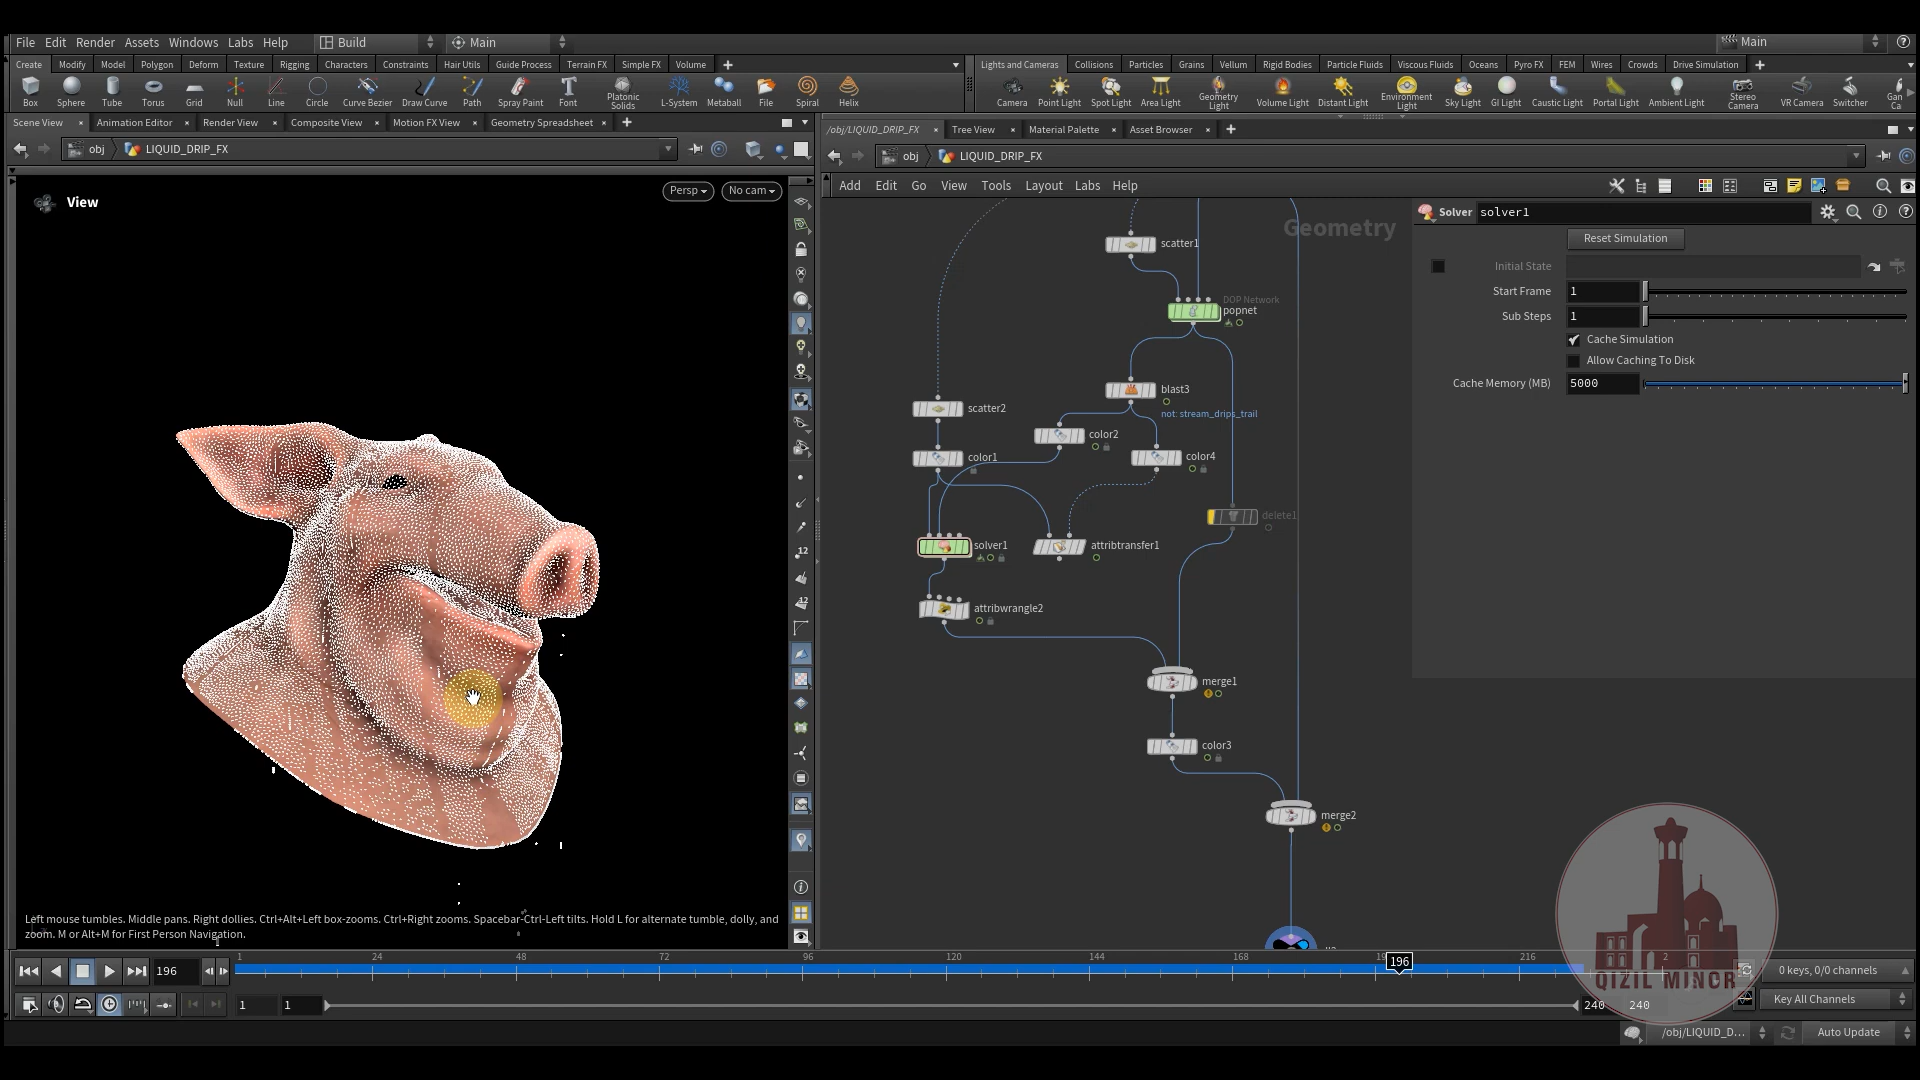 File Edit Render Assets Windows Labs Help Build Main Main
Create Modify Model Polygon Deform Texture Rigging Characters Constraints Hair Utils Guide Process Terrain FX Simple FX Volume
Lights and Cameras Collisions Particles Grains Vellum Rigid Bodies Particle Fluids Viscous Fluids Oceans Pyro FX FEM Wires Crowds Drive Simulation
Box Sphere Tube Torus Grid Null Line Circle Curve Bezier Draw Curve Path Spray Paint Font Platonic Solids L-System Metaball File Spiral Helix
Camera Point Light Spot Light Area Light Geometry Light Volume Light Distant Light Environment Light Sky Light GI Light Caustic Light Portal Light Ambient Light Stereo Camera VR Camera Switcher
Scene View Animation Editor Render View Composite View Motion FX View Geometry Spreadsheet
/obj/LIQUID_DRIP_FX Tree View Material Palette Asset Browser
obj LIQUID_DRIP_FX
obj LIQUID_DRIP_FX
Add Edit Go View Tools Layout Labs Help
View
Persp
No cam
Geometry
Solver solver1
Reset Simulation
Initial State
Start Frame 1
Sub Steps 1
Cache Simulation
Allow Caching To Disk
Cache Memory (MB) 5000
scatter1
DOP Network
popnet
blast3
not: stream_drips_trail
scatter2
color2
color1
color4
delete1
solver1
attribtransfer1
attribwrangle2
merge1
color3
merge2
12
12
Left mouse tumbles. Middle pans. Right dollies. Ctrl+Alt+Left box-zooms. Ctrl+Right zooms. Spacebar-Ctrl-Left tilts. Hold L for alternate tumble, dolly, and
zoom. M or Alt+M for First Person Navigation.
196
1 24 48 72 96 120 144 168 196 216
0 keys, 0/0 channels
QIZIL MINOR
1 1 240 240
Key All Channels
/obj/LIQUID_D...
Auto Update